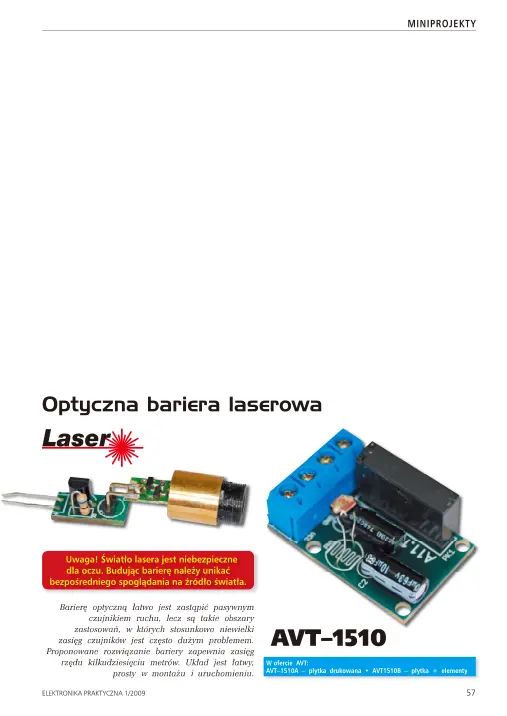 MINIPROJEKTY
Optyczna bariera laserowa
Laser
Uwaga! Światło lasera jest niebezpieczne
dla oczu. Budując barierę należy unikać
bezpośredniego spoglądania na źródło światła.
Barierę optyczną łatwo jest zastąpić pasywnym
czujnikiem ruchu, lecz są takie obszary
zastosowań, w których stosunkowo niewielki
zasięg czujników jest często dużym problemem.
Proponowane rozwiązanie bariery zapewnia zasięg
rzędu kilkudziesięciu metrów. Układ jest łatwy,
prosty w montażu i uruchomieniu.
AVT–1510
W ofercie AVT:
AVT–1510A — płytka drukowana • AVT1510B — płytka + elementy
ELEKTRONIKA PRAKTYCZNA 1/2009
57